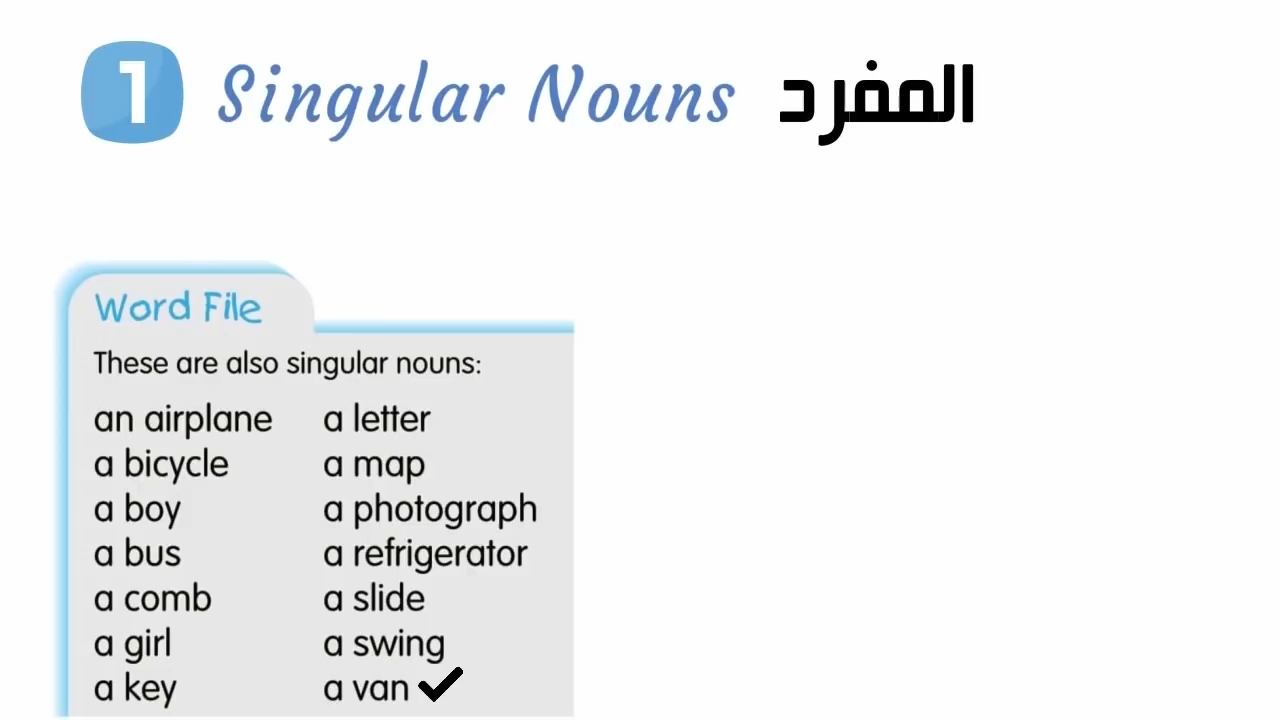 1 Singular Nouns المفرد
Word File
These are also singular nouns:
an airplane a letter
a bicycle a map
a boy a photograph
a bus a refrigerator
a comb a slide
a girl a swing
a key a van